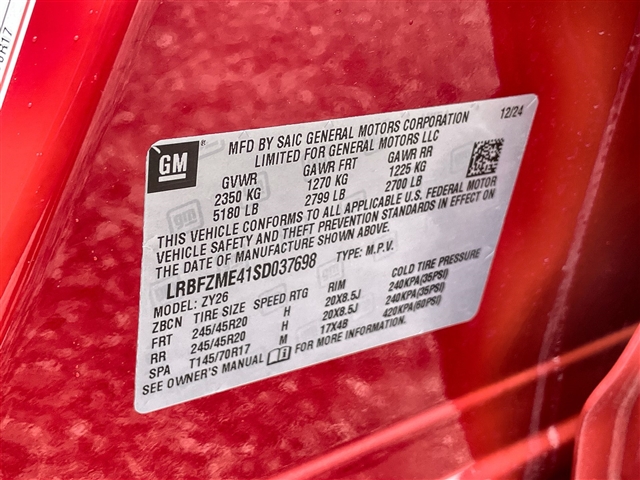 0R17
GM
12/24
MFD BY SAIC GENERAL MOTORS CORPORATION
LIMITED FOR GENERAL MOTORS LLC
GVWR GAWR FRT GAWR RR
2350 KG 1270 KG 1225 KG
5180 LB 2799 LB 2700 LB
THIS VEHICLE CONFORMS TO ALL APPLICABLE U.S. FEDERAL MOTOR
VEHICLE SAFETY AND THEFT PREVENTION STANDARDS IN EFFECT ON
THE DATE OF MANUFACTURE SHOWN ABOVE.
LRBFZME41SD037698 TYPE: M.P.V.
MODEL: ZY26
ZBCN TIRE SIZE SPEED RTG RIM COLD TIRE PRESSURE
FRT 245/45R20 H 20X8.5J 240KPA(35PSI)
RR 245/45R20 H 20X8.5J 240KPA(35PSI)
SPA T145/70R17 M 17X4B 420KPA(60PSI)
SEE OWNER'S MANUAL FOR MORE INFORMATION.